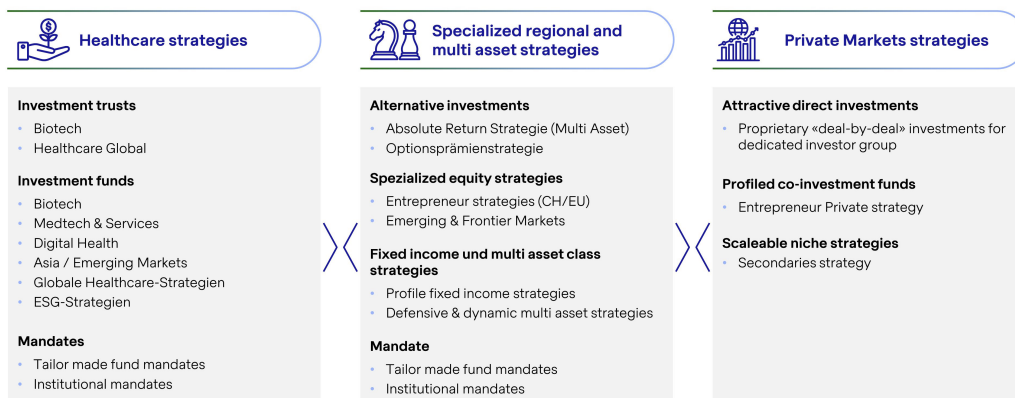 Healthcare strategies
Investment trusts
• Biotech
• Healthcare Global
Investment funds
• Biotech
• Medtech & Services
• Digital Health
• Asia / Emerging Markets
• Globale Healthcare-Strategien
• ESG-Strategien
Mandates
• Tailor made fund mandates
• Institutional mandates
Specialized regional and
multi asset strategies
Alternative investments
• Absolute Return Strategie (Multi Asset)
• Optionsprämienstrategie
Spezialized equity strategies
• Entrepreneur strategies (CH/EU)
• Emerging & Frontier Markets
Fixed income und multi asset class
strategies
• Profile fixed income strategies
• Defensive & dynamic multi asset strategies
Mandate
• Tailor made fund mandates
• Institutional mandates
Private Markets strategies
Attractive direct investments
• Proprietary «deal-by-deal» investments for
dedicated investor group
Profiled co-investment funds
• Entrepreneur Private strategy
Scaleable niche strategies
• Secondaries strategy